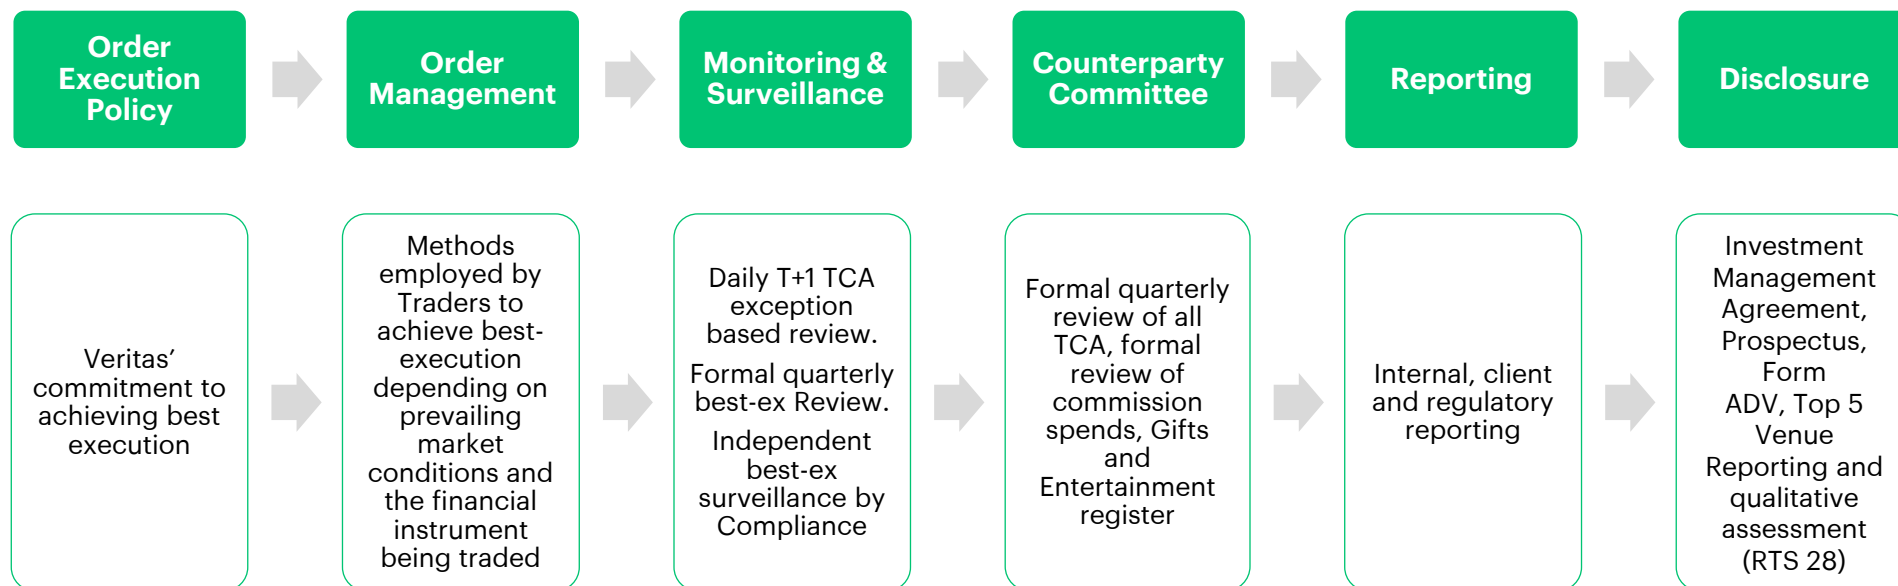 Order
Execution
Policy
Order
Management
Monitoring &
Surveillance
Counterparty
Committee
Reporting
Disclosure
Veritas’
commitment to
achieving best
execution
Methods
employed by
Traders to
achieve best-
execution
depending on
prevailing
market
conditions and
the financial
instrument
being traded
Daily T+1 TCA
exception
based review.
Formal quarterly
best-ex Review.
Independent
best-ex
surveillance by
Compliance
Formal quarterly
review of all
TCA, formal
review of
commission
spends, Gifts
and
Entertainment
register
Internal, client
and regulatory
reporting
Investment
Management
Agreement,
Prospectus,
Form
ADV, Top 5
Venue
Reporting and
qualitative
assessment
(RTS 28)